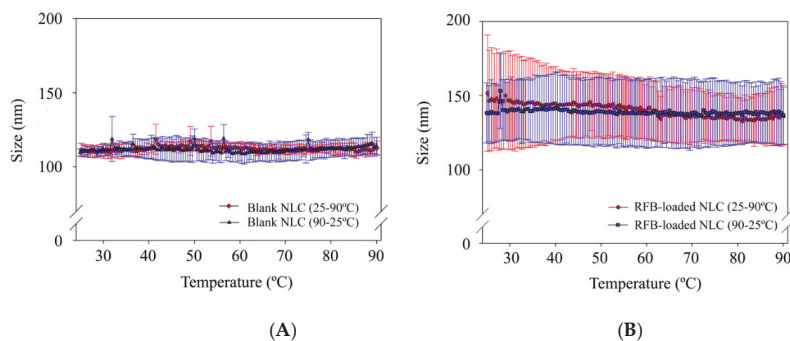 200
150
100
0
Size (nm)
30 40 50 60 70 80 90
Temperature (ºC)
Blank NLC (25-90ºC)
Blank NLC (90-25ºC)
(A)
200
150
100
0
Size (nm)
30 40 50 60 70 80 90
Temperature (ºC)
RFB-loaded NLC (25-90ºC)
RFB-loaded NLC (90-25ºC)
(B)